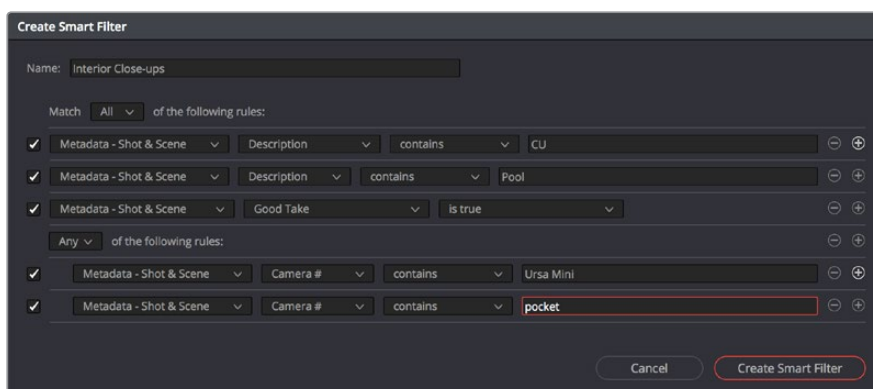 Create Smart Filter
Name: Interior Close-ups
Match All of the following rules:
Metadata - Shot & Scene Description contains CU
Metadata - Shot & Scene Description contains Pool
Metadata - Shot & Scene Good Take is true
Any of the following rules:
Metadata - Shot & Scene Camera # contains Ursa Mini
Metadata - Shot & Scene Camera # contains pocket
Cancel Create Smart Filter